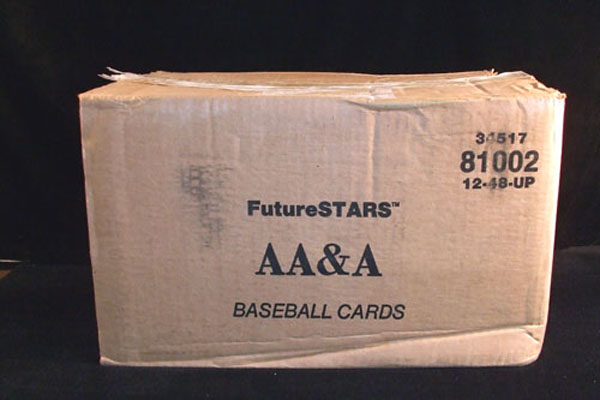 34517
81002
12-48-UP
FutureSTARS™
AA&A
BASEBALL CARDS